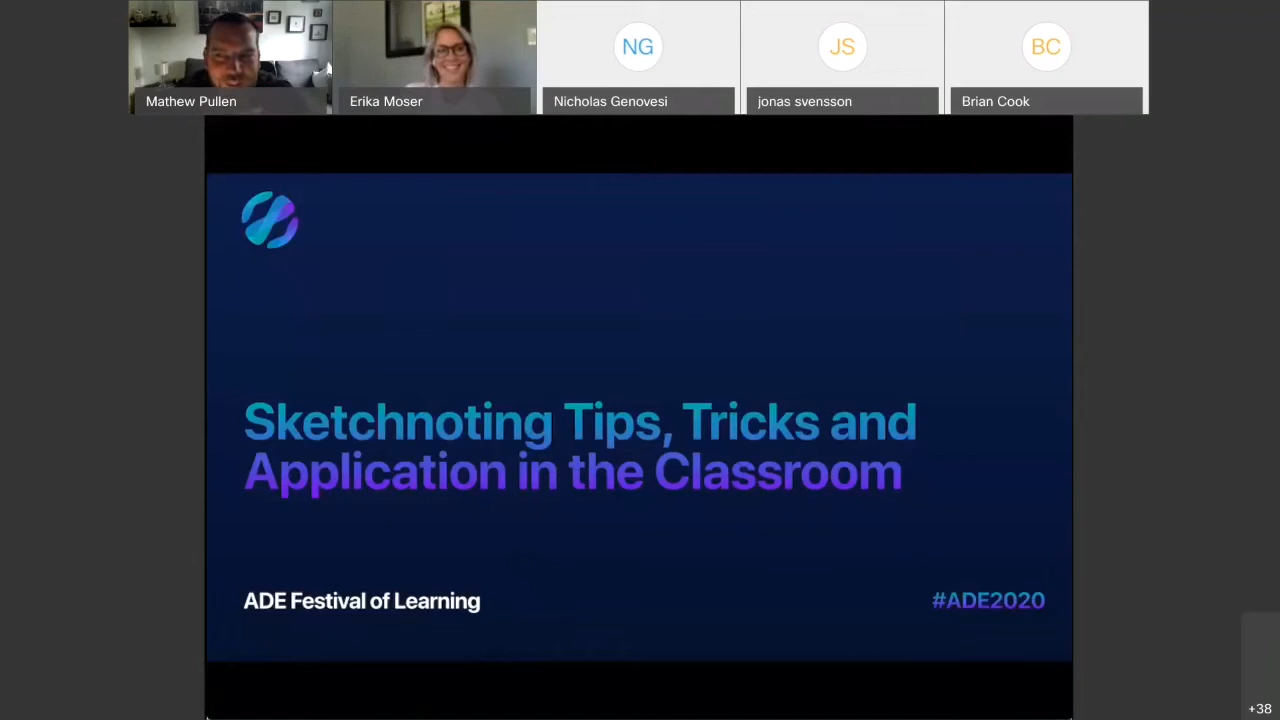 NG
JS
BC
Mathew Pullen
Erika Moser
Nicholas Genovesi
jonas svensson
Brian Cook
Sketchnoting Tips, Tricks and
Application in the Classroom
ADE Festival of Learning
#ADE2020
+38